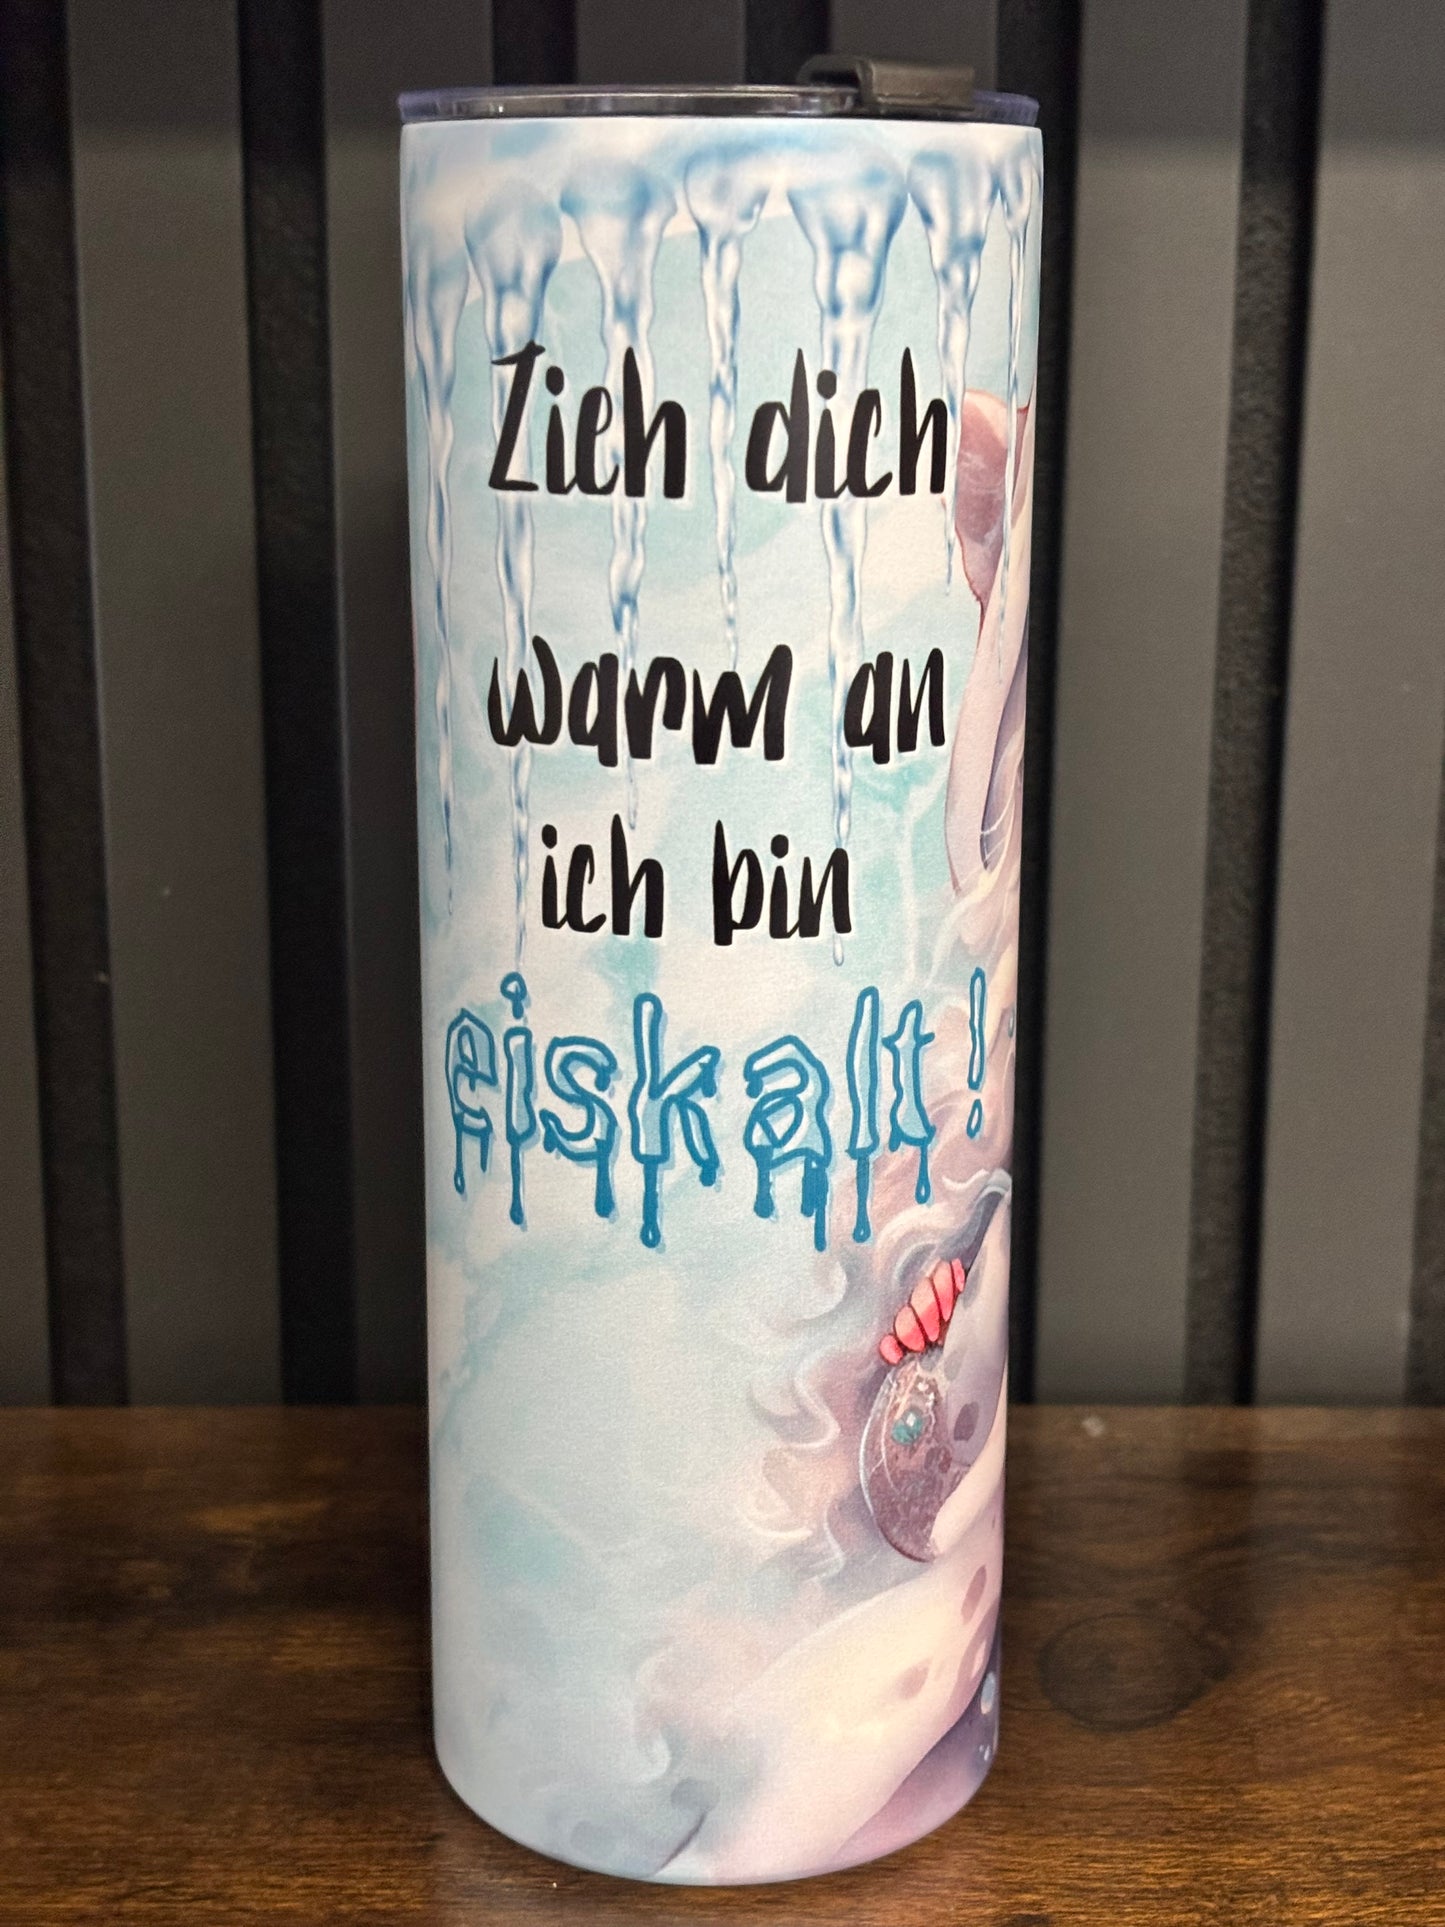 Zieh dich
warm an
ich bin
eiskalt!